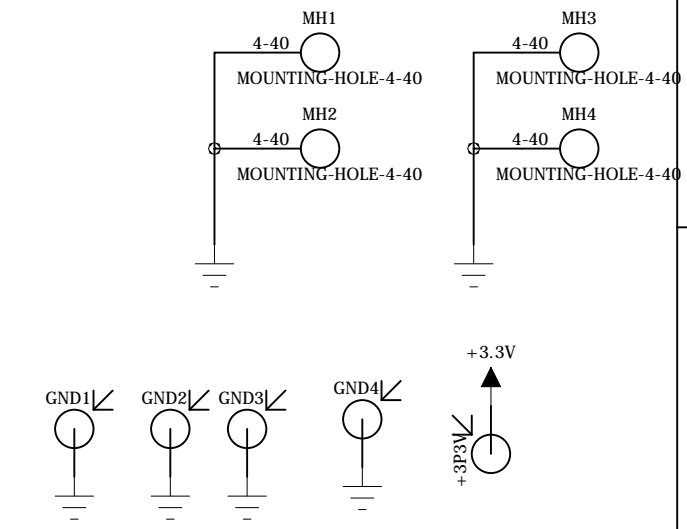 MH1
4-40
MOUNTING-HOLE-4-40
MH2
4-40
MOUNTING-HOLE-4-40
MH3
4-40
MOUNTING-HOLE-4-40
MH4
4-40
MOUNTING-HOLE-4-40
GND1
GND2
GND3
GND4
+3.3V
+3P3V